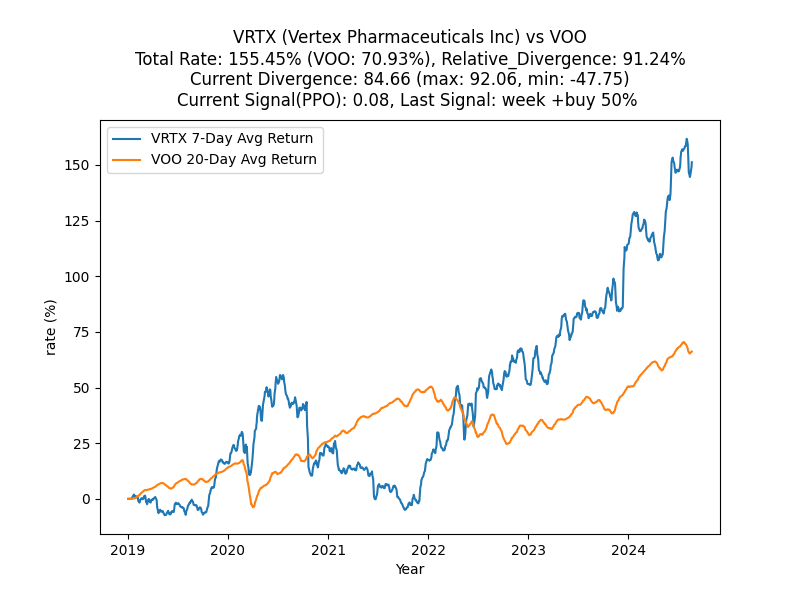 VRTX (Vertex Pharmaceuticals Inc) vs VOO
Total Rate: 155.45% (VOO: 70.93%), Relative_Divergence: 91.24%
Current Divergence: 84.66 (max: 92.06, min: -47.75)
Current Signal(PPO): 0.08, Last Signal: week +buy 50%
VRTX 7-Day Avg Return
VOO 20-Day Avg Return
150
125
100
75
50
25
0
rate (%)
2019 2020 2021 2022 2023 2024
Year